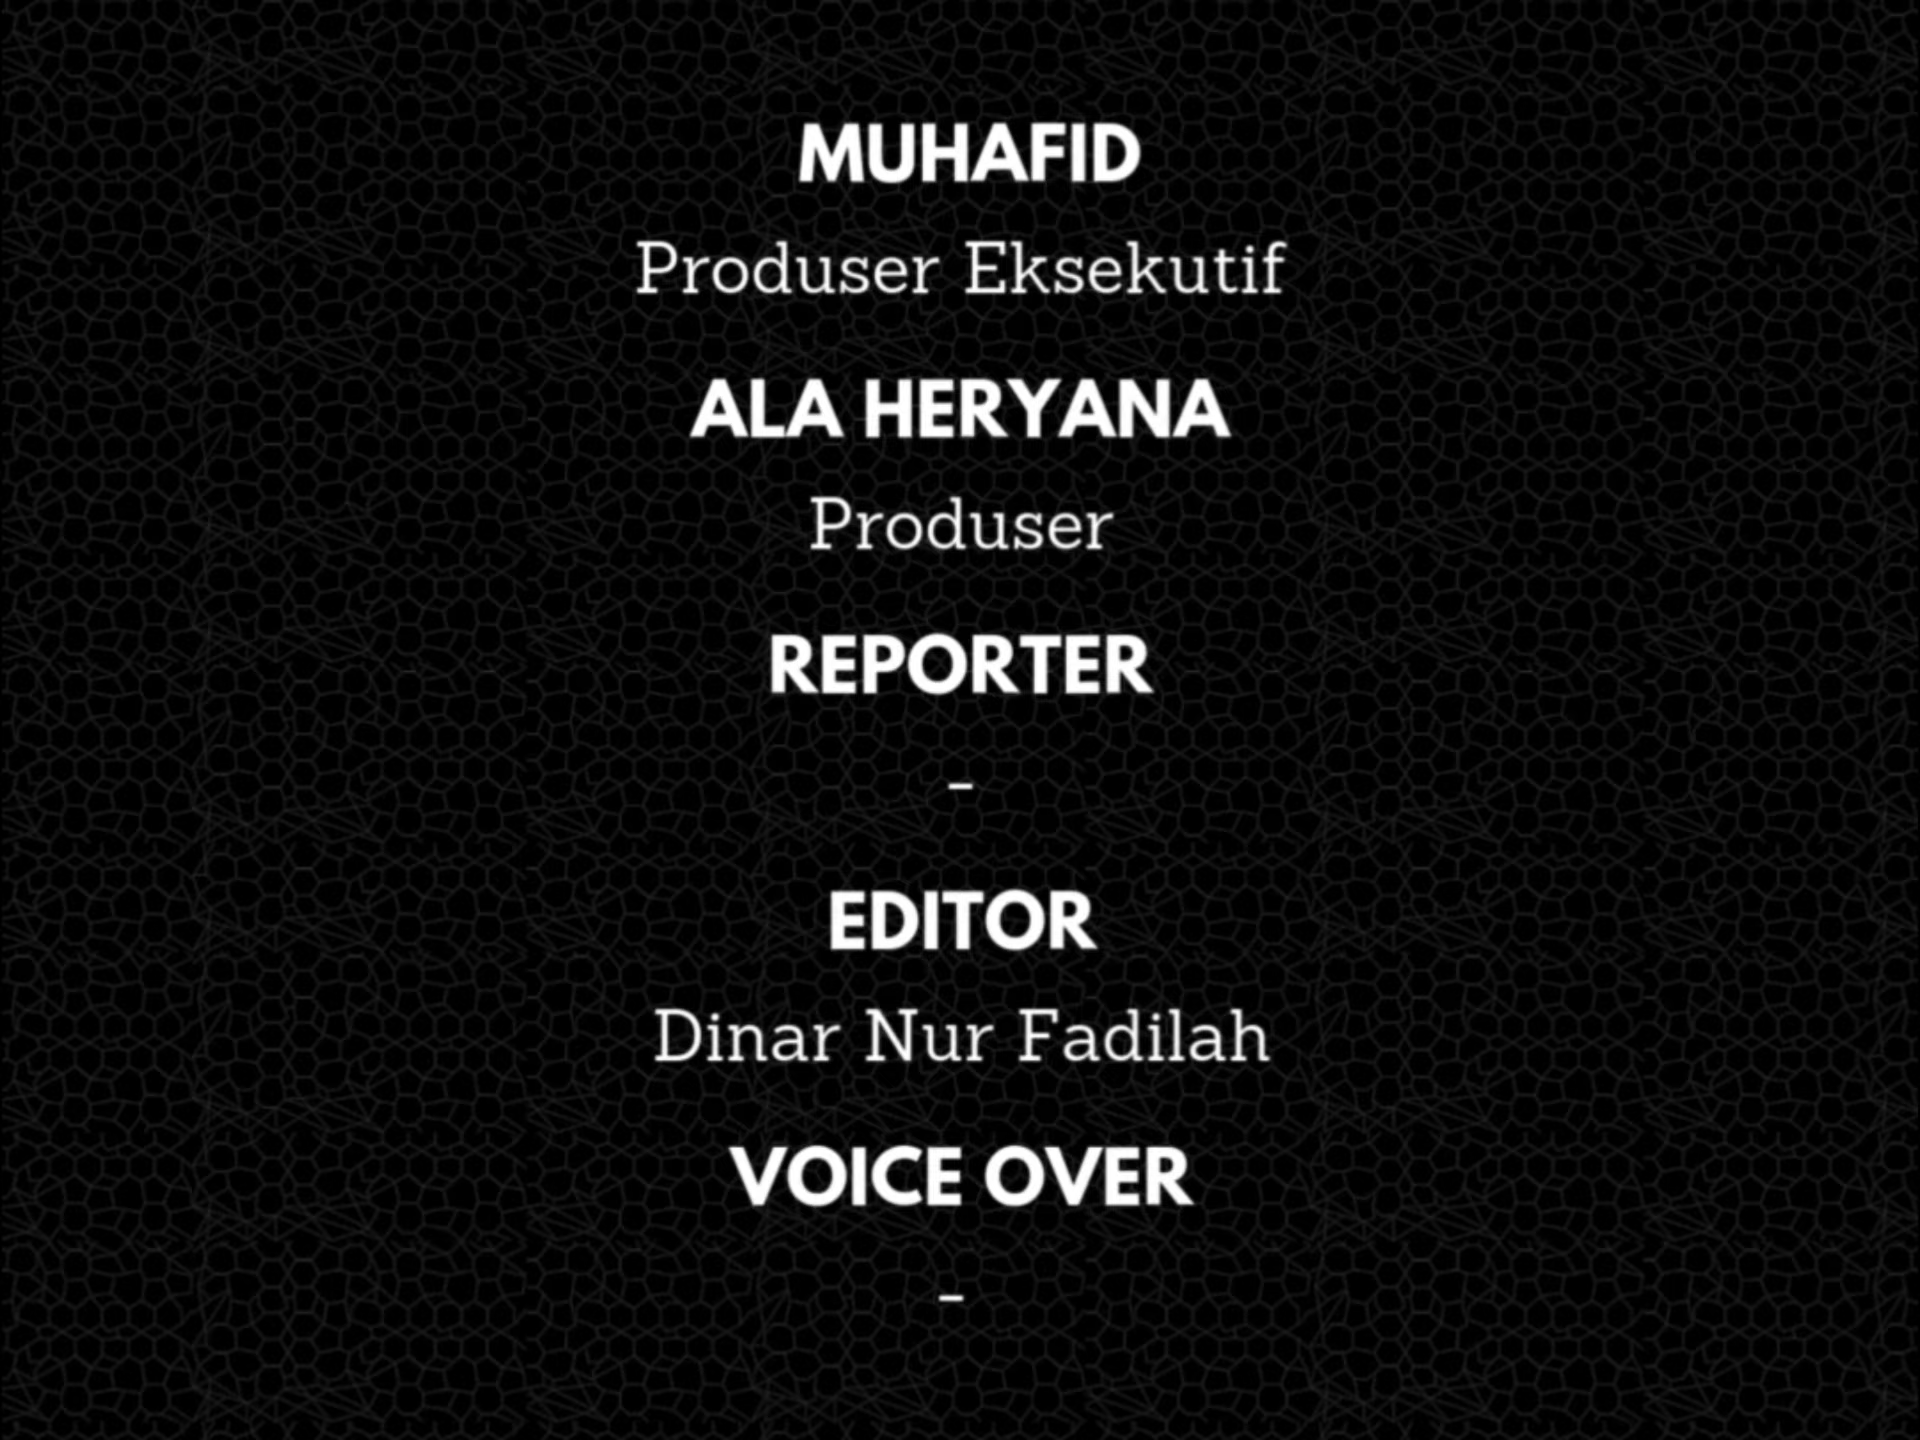 MUHAFID
Produser Eksekutif
ALA HERYANA
Produser
REPORTER
-
EDITOR
Dinar Nur Fadilah
VOICE OVER
-